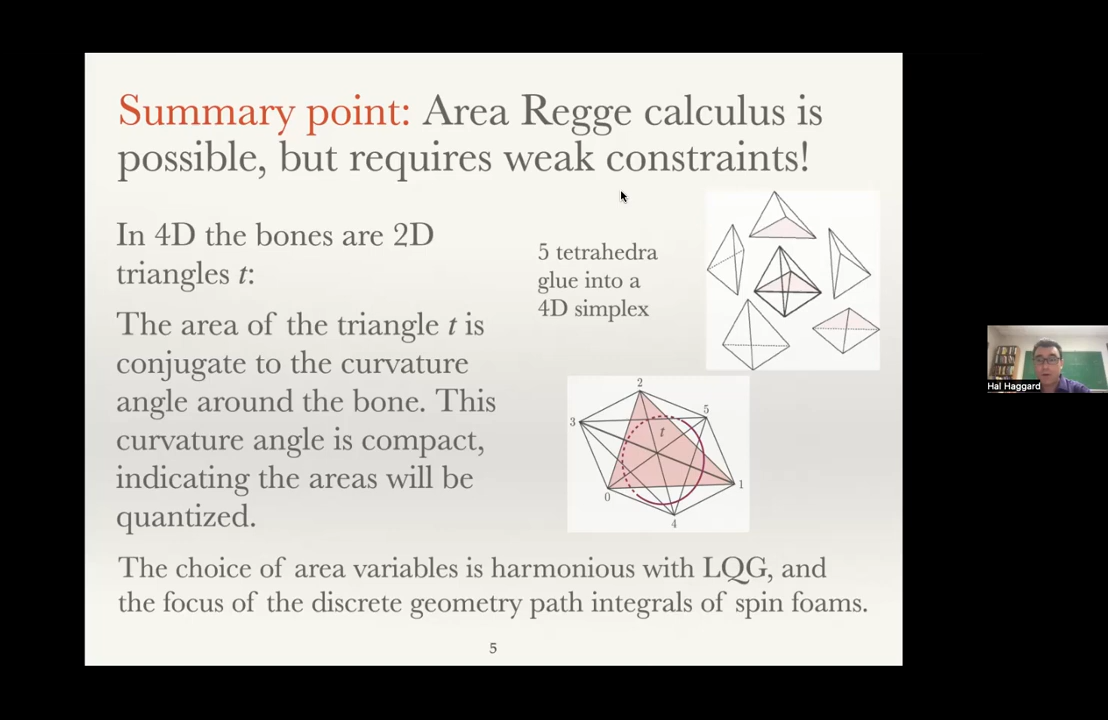 Summary point: Area Regge calculus is
possible, but requires weak constraints!
In 4D the bones are 2D
triangles t:
The area of the triangle t is
conjugate to the curvature
angle around the bone. This
curvature angle is compact,
indicating the areas will be
quantized.
5 tetrahedra
glue into a
4D simplex
2
3
5
t
0
1
4
The choice of area variables is harmonious with LQG, and
the focus of the discrete geometry path integrals of spin foams.
5
Hal Haggard